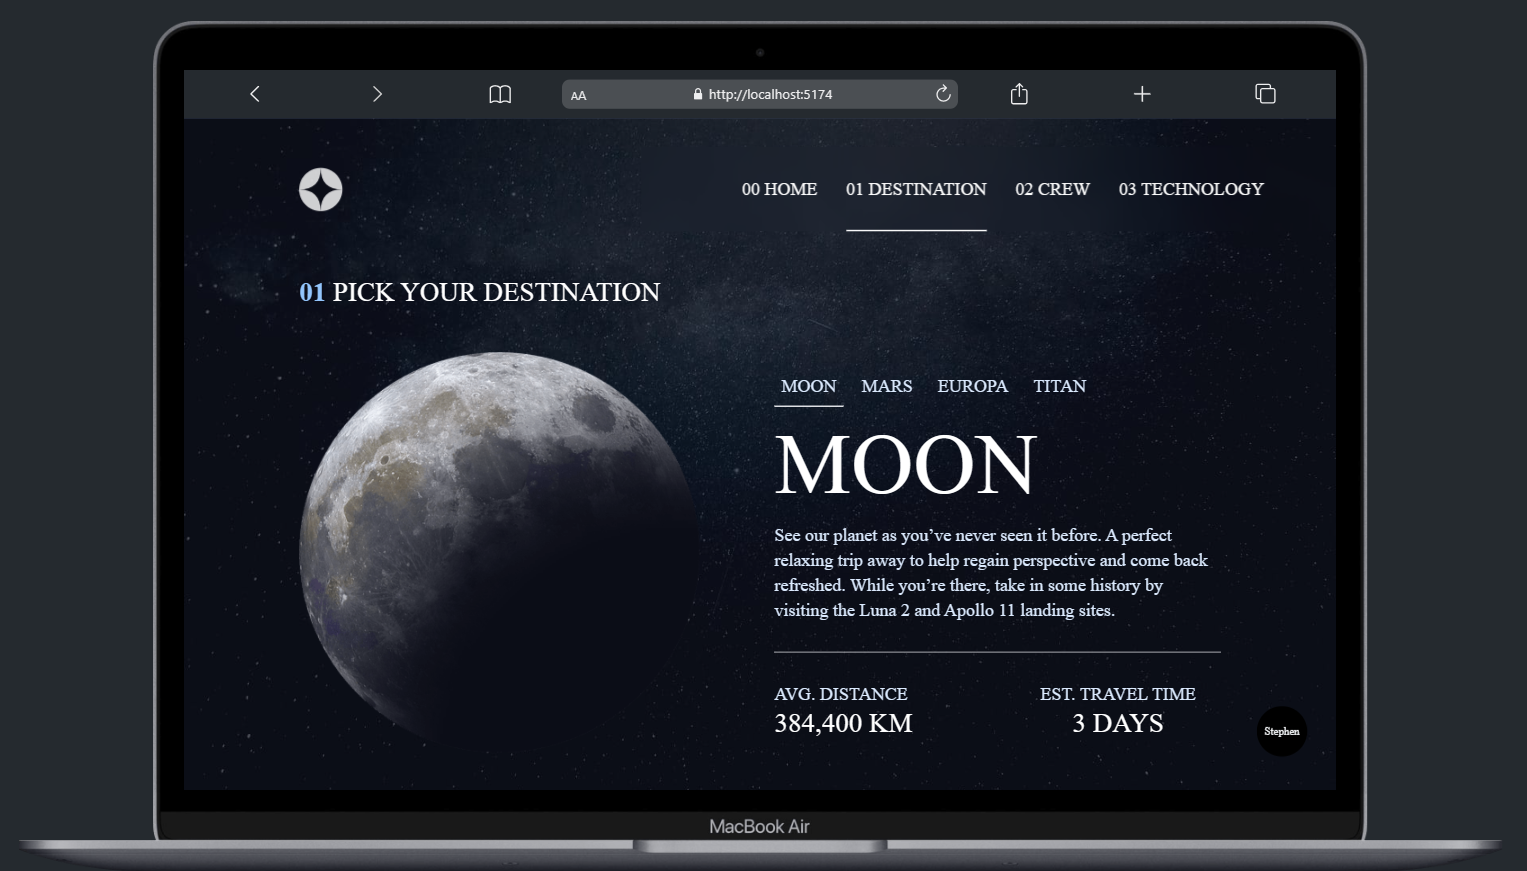 AA
http://localhost:5174
00 HOME 01 DESTINATION 02 CREW 03 TECHNOLOGY
01 PICK YOUR DESTINATION
MOON MARS EUROPA TITAN
MOON
See our planet as you’ve never seen it before. A perfect
relaxing trip away to help regain perspective and come back
refreshed. While you’re there, take in some history by
visiting the Luna 2 and Apollo 11 landing sites.
AVG. DISTANCE
384,400 KM
EST. TRAVEL TIME
3 DAYS
Stephen
MacBook Air